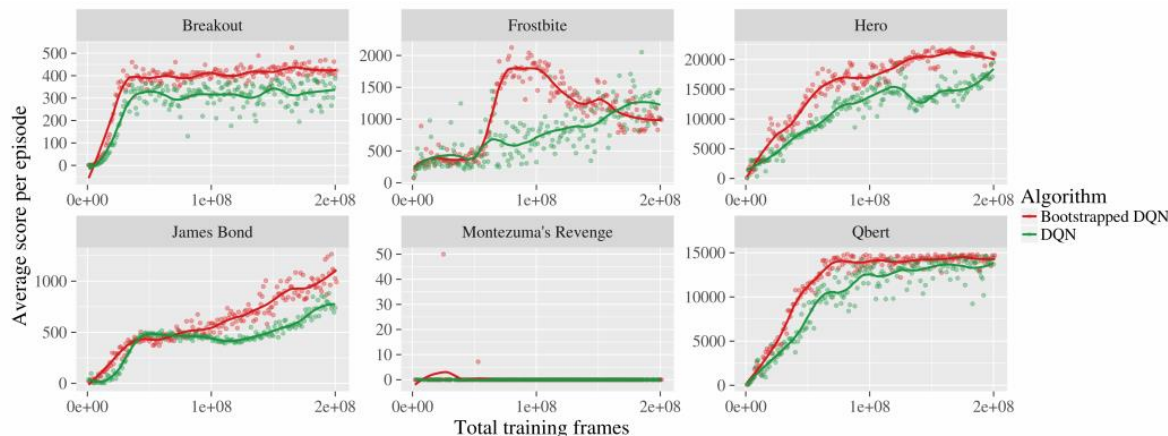 Breakout
Frostbite
Hero
500
400
300
200
100
0
0e+00
1e+08
2e+08
2000
1500
1000
500
0
0e+00
1e+08
2e+08
20000
15000
10000
5000
0
0e+00
1e+08
2e+08
Average score per episode
James Bond
Montezuma's Revenge
Qbert
1000
500
0
0e+00
1e+08
2e+08
50
40
30
20
10
0
0e+00
1e+08
2e+08
15000
10000
5000
0
0e+00
1e+08
2e+08
Total training frames
Algorithm
Bootstrapped DQN
DQN